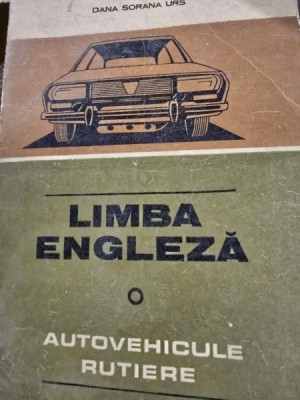 DANA SORANA URS
LIMBA
ENGLEZĂ
AUTOVEHICULE
RUTIERE